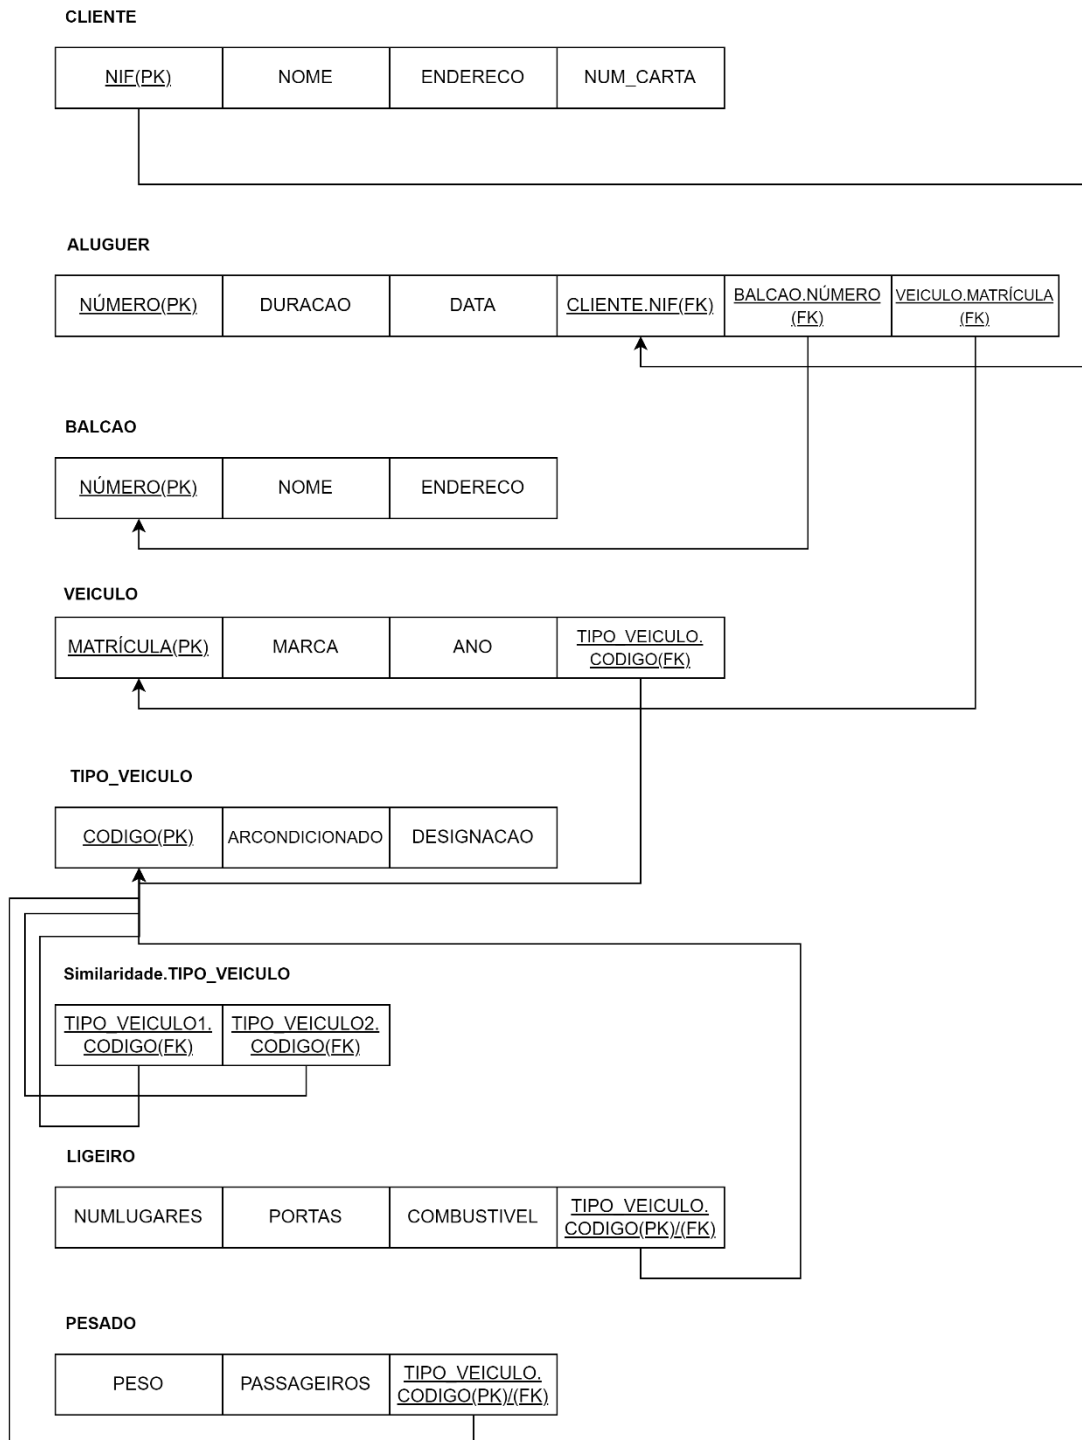 CLIENTE
NIF(PK) NOME ENDERECO NUM_CARTA
ALUGUER
NÚMERO(PK) DURACAO DATA CLIENTE.NIF(FK) BALCAO.NÚMERO (FK) VEICULO.MATRÍCULA (FK)
BALCAO
NÚMERO(PK) NOME ENDERECO
VEICULO
MATRÍCULA(PK) MARCA ANO TIPO_VEICULO. CODIGO(FK)
TIPO_VEICULO
CODIGO(PK) ARCONDICIONADO DESIGNACAO
Similaridade.TIPO_VEICULO
TIPO_VEICULO1. CODIGO(FK) TIPO_VEICULO2. CODIGO(FK)
LIGEIRO
NUMLUGARES PORTAS COMBUSTIVEL TIPO_VEICULO. CODIGO(PK)/(FK)
PESADO
PESO PASSAGEIROS TIPO_VEICULO. CODIGO(PK)/(FK)